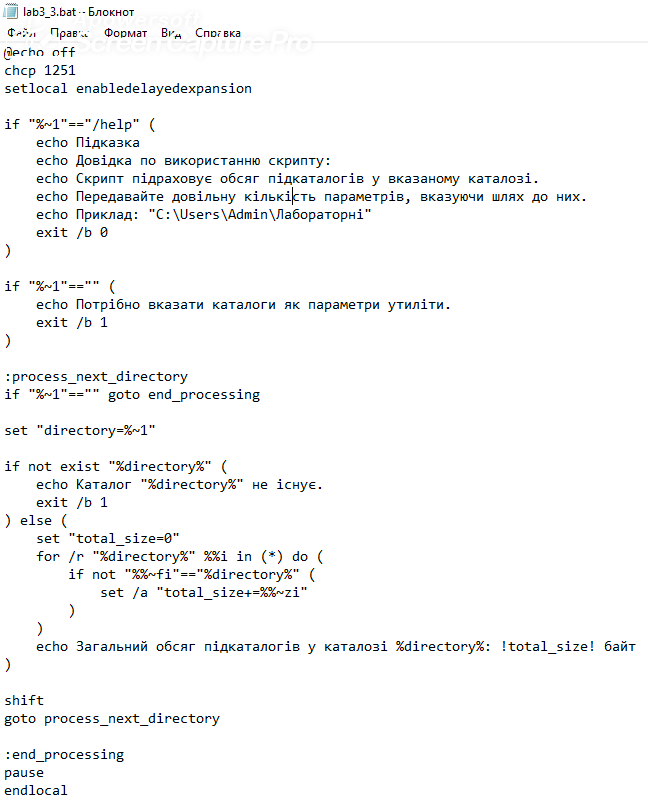 lab3_3.bat - Блокнот
Apowersoft
Screen Capture Pro
Файл Правка Формат Вид Справка
@echo off
chcp 1251
setlocal enabledelayedexpansion
if "%~1"=="/help" (
echo Підказка
echo Довідка по використанню скрипту:
echo Скрипт підраховує обсяг підкаталогів у вказаному каталозі.
echo Передавайте довільну кількість параметрів, вказуючи шлях до них.
echo Приклад: "C:\Users\Admin\Лабораторні"
exit /b 0
)
if "%~1"=="" (
echo Потрібно вказати каталоги як параметри утиліти.
exit /b 1
)
:process_next_directory
if "%~1"=="" goto end_processing
set "directory=%~1"
if not exist "%directory%" (
echo Каталог "%directory%" не існує.
exit /b 1
) else (
set "total_size=0"
for /r "%directory%" %%i in (*) do (
if not "%%~fi"=="%directory%" (
set /a "total_size+=%%~zi"
)
)
echo Загальний обсяг підкаталогів у каталозі %directory%: !total_size! байт
)
shift
goto process_next_directory
:end_processing
pause
endlocal